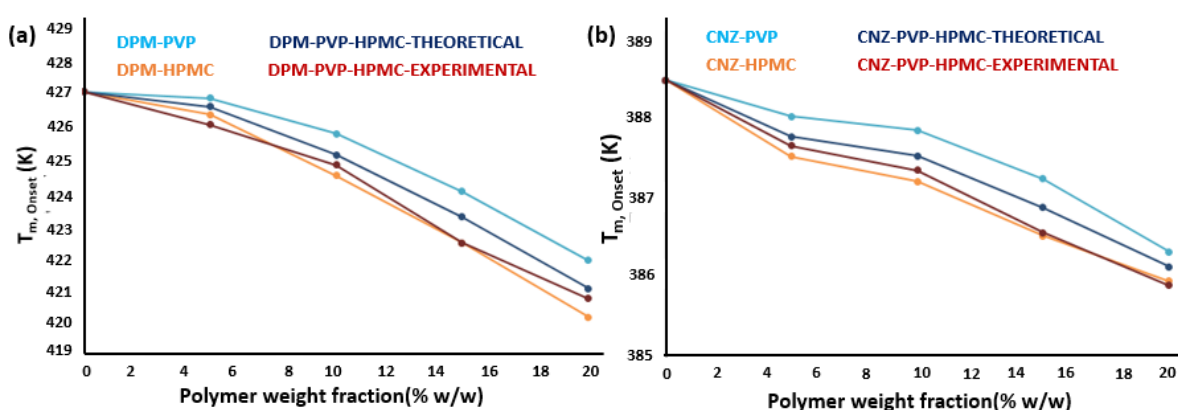 (a)
DPM-PVP DPM-PVP-HPMC-THEORETICAL
DPM-HPMC DPM-PVP-HPMC-EXPERIMENTAL
429
428
427
426
425
424
423
422
421
420
419
T m, Onset (K)
0 2 4 6 8 10 12 14 16 18 20
Polymer weight fraction(% w/w)
(b)
CNZ-PVP CNZ-PVP-HPMC-THEORETICAL
CNZ-HPMC CNZ-PVP-HPMC-EXPERIMENTAL
389
388
387
386
385
T m, Onset (K)
0 2 4 6 8 10 12 14 16 18 20
Polymer weight fraction(% w/w)